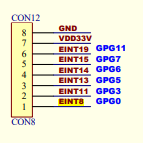 CON12
8 GND
7 VDD33V
6 EINT19 GPG11
5 EINT15 GPG7
4 EINT14 GPG6
3 EINT13 GPG5
2 EINT11 GPG3
1 EINT8 GPG0
CON8